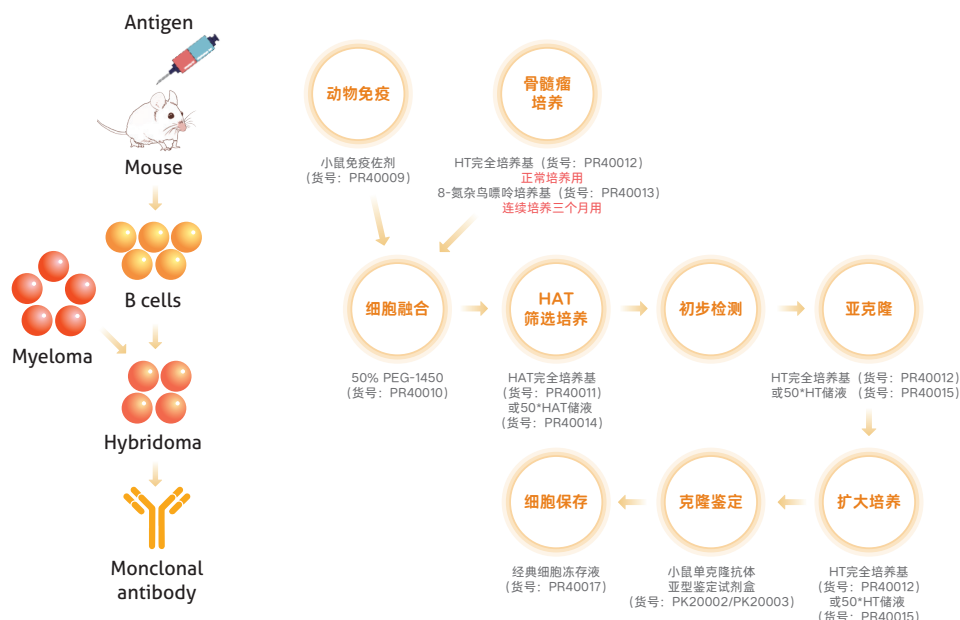 Antigen
Mouse
B cells
Myeloma
Hybridoma
Monclonal
antibody
动物免疫
小鼠免疫佐剂
(货号：PR40009)
骨髓瘤
培养
HT完全培养基（货号：PR40012）
正常培养用
8-氮杂鸟嘌呤培养基（货号：PR40013）
连续培养三个月用
细胞融合
50% PEG-1450
(货号：PR40010)
HAT
筛选培养
HAT完全培养基
(货号：PR40011)
或50*HAT储液
(货号：PR40014)
初步检测
亚克隆
HT完全培养基（货号：PR40012）
或50*HT储液（货号：PR40015）
扩大培养
HT完全培养基
(货号：PR40012)
或50*HT储液
(货号：PR40015)
克隆鉴定
小鼠单克隆抗体
亚型鉴定试剂盒
(货号：PK20002/PK20003)
细胞保存
经典细胞冻存液
(货号：PR40017)